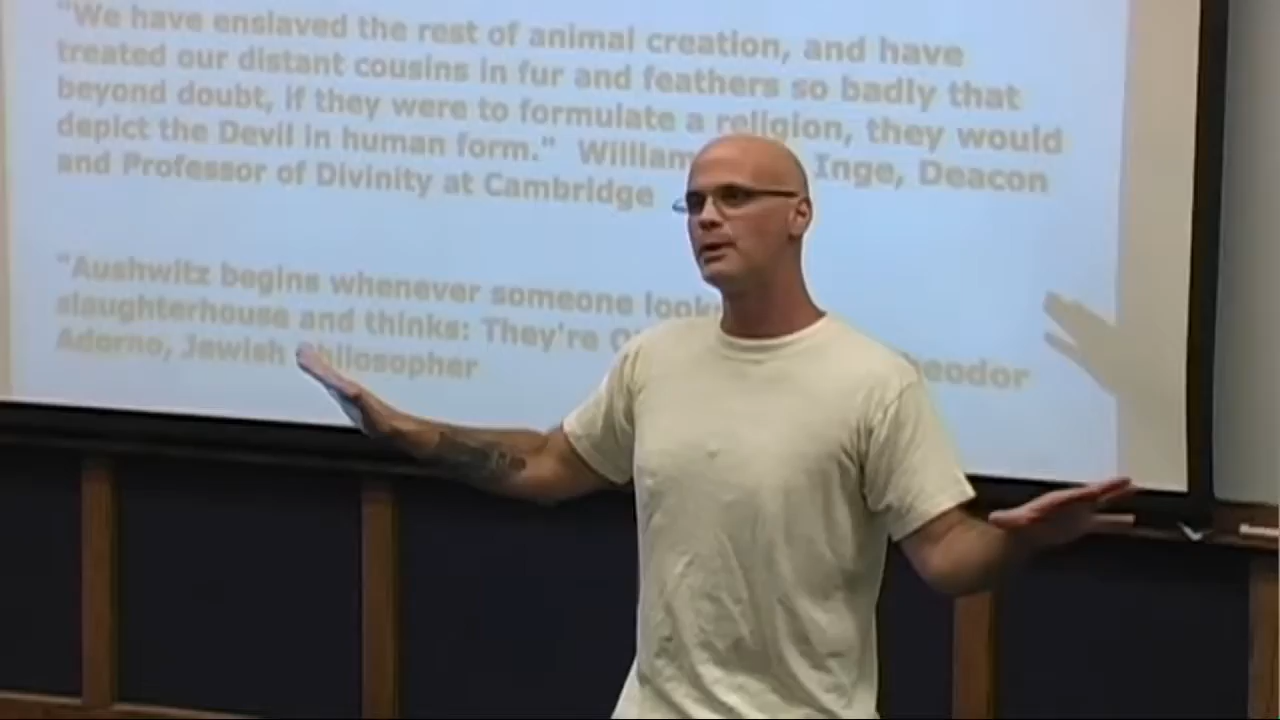 "We have enslaved the rest of animal creation, and have
treated our distant cousins in fur and feathers so badly that
beyond doubt, if they were to formulate a religion, they would
depict the Devil in human form." William Inge, Deacon
and Professor of Divinity at Cambridge
"Aushwitz begins whenever someone
slaughterhouse and thinks: They're
Adorno, Jewish Philosopher